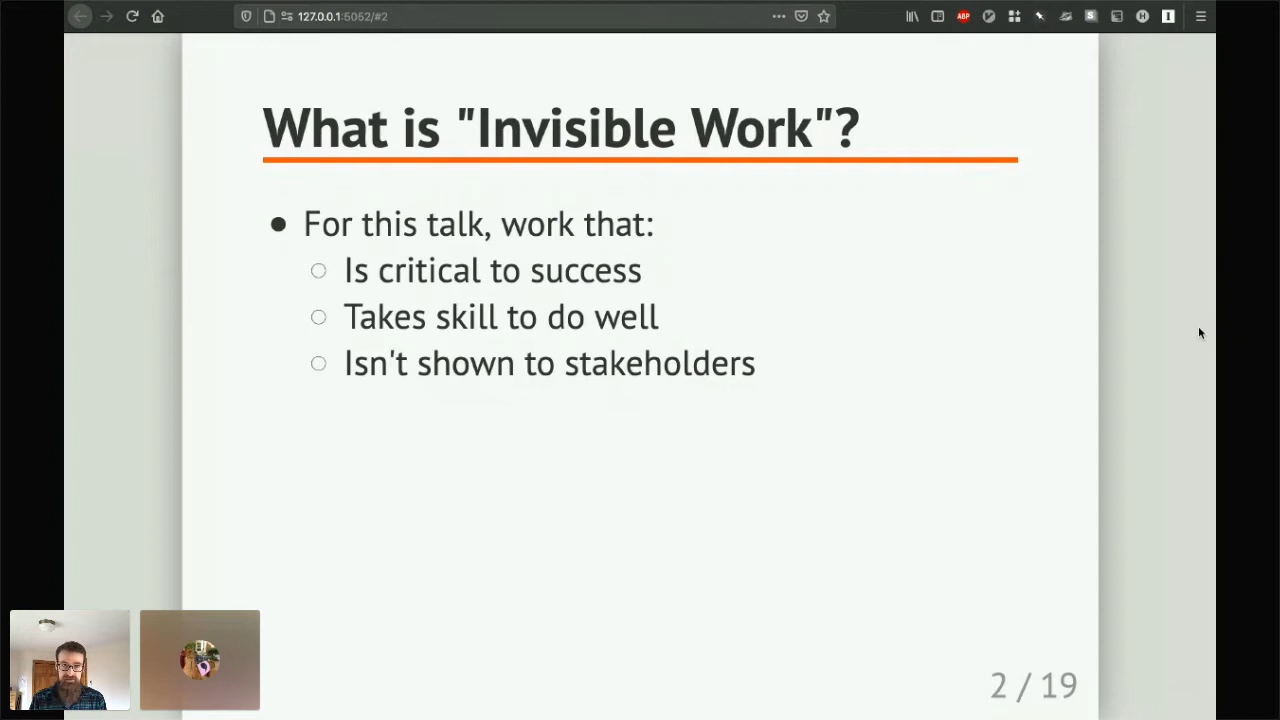 127.0.0.1:5052/#2
ABP
S
H
I
What is "Invisible Work"?
For this talk, work that:
Is critical to success
Takes skill to do well
Isn't shown to stakeholders
2 / 19